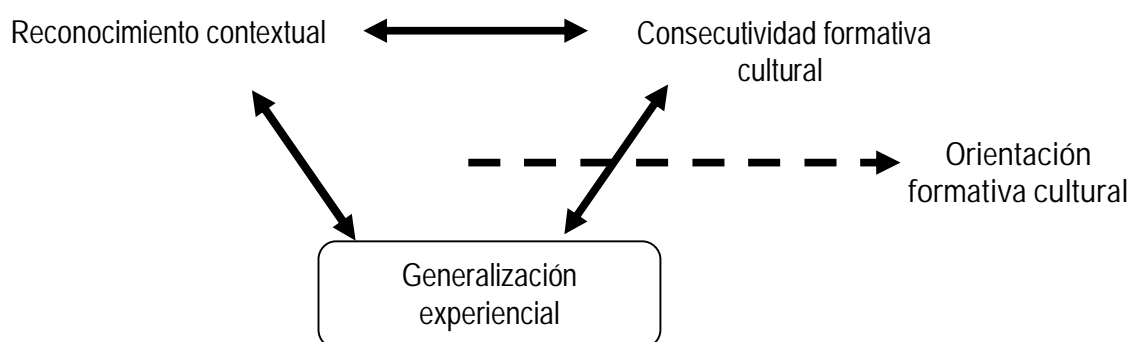 Reconocimiento contextual
Consecutividad formativa
cultural
Orientación
formativa cultural
Generalización
experiencial